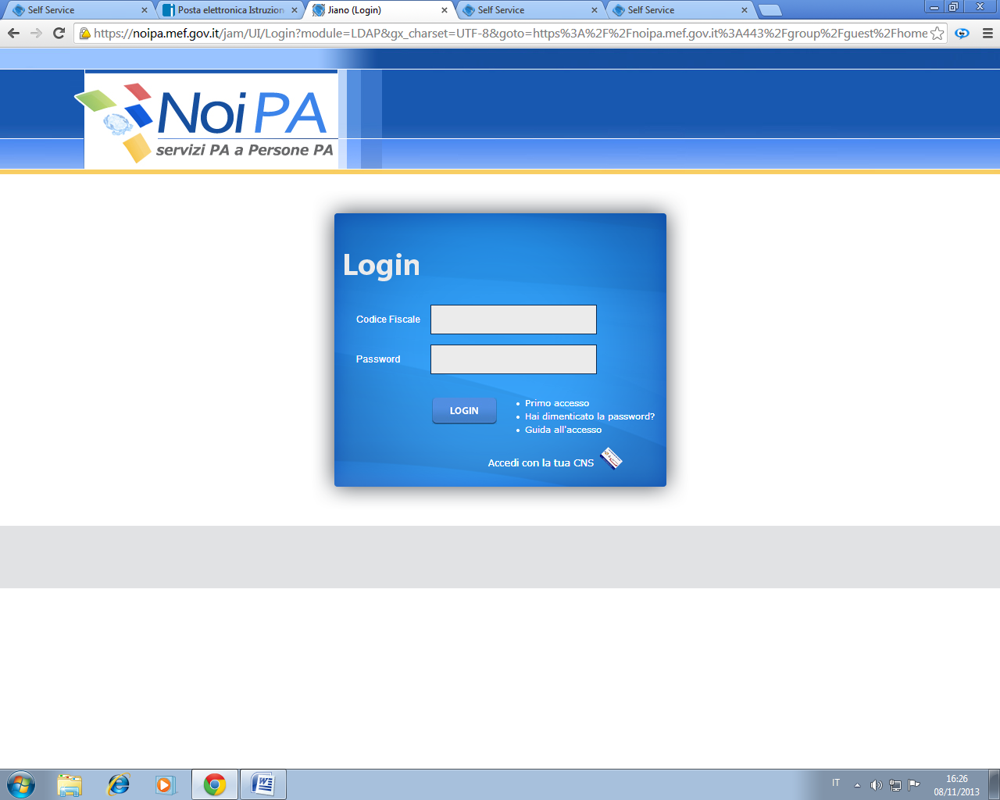 Self Service
Posta elettronica Istruzion
Jiano (Login)
Self Service
Self Service
https://noipa.mef.gov.it/jam/UI/Login?module=LDAP&gx_charset=UTF-8&goto=https%3A%2F%2Fnoipa.mef.gov.it%3A443%2Fgroup%2Fguest%2Fhome
NoiPA
servizi PA a Persone PA
Login
Codice Fiscale
Password
LOGIN
• Primo accesso
• Hai dimenticato la password?
• Guida all'accesso
Accedi con la tua CNS
IT
16:26
08/11/2013